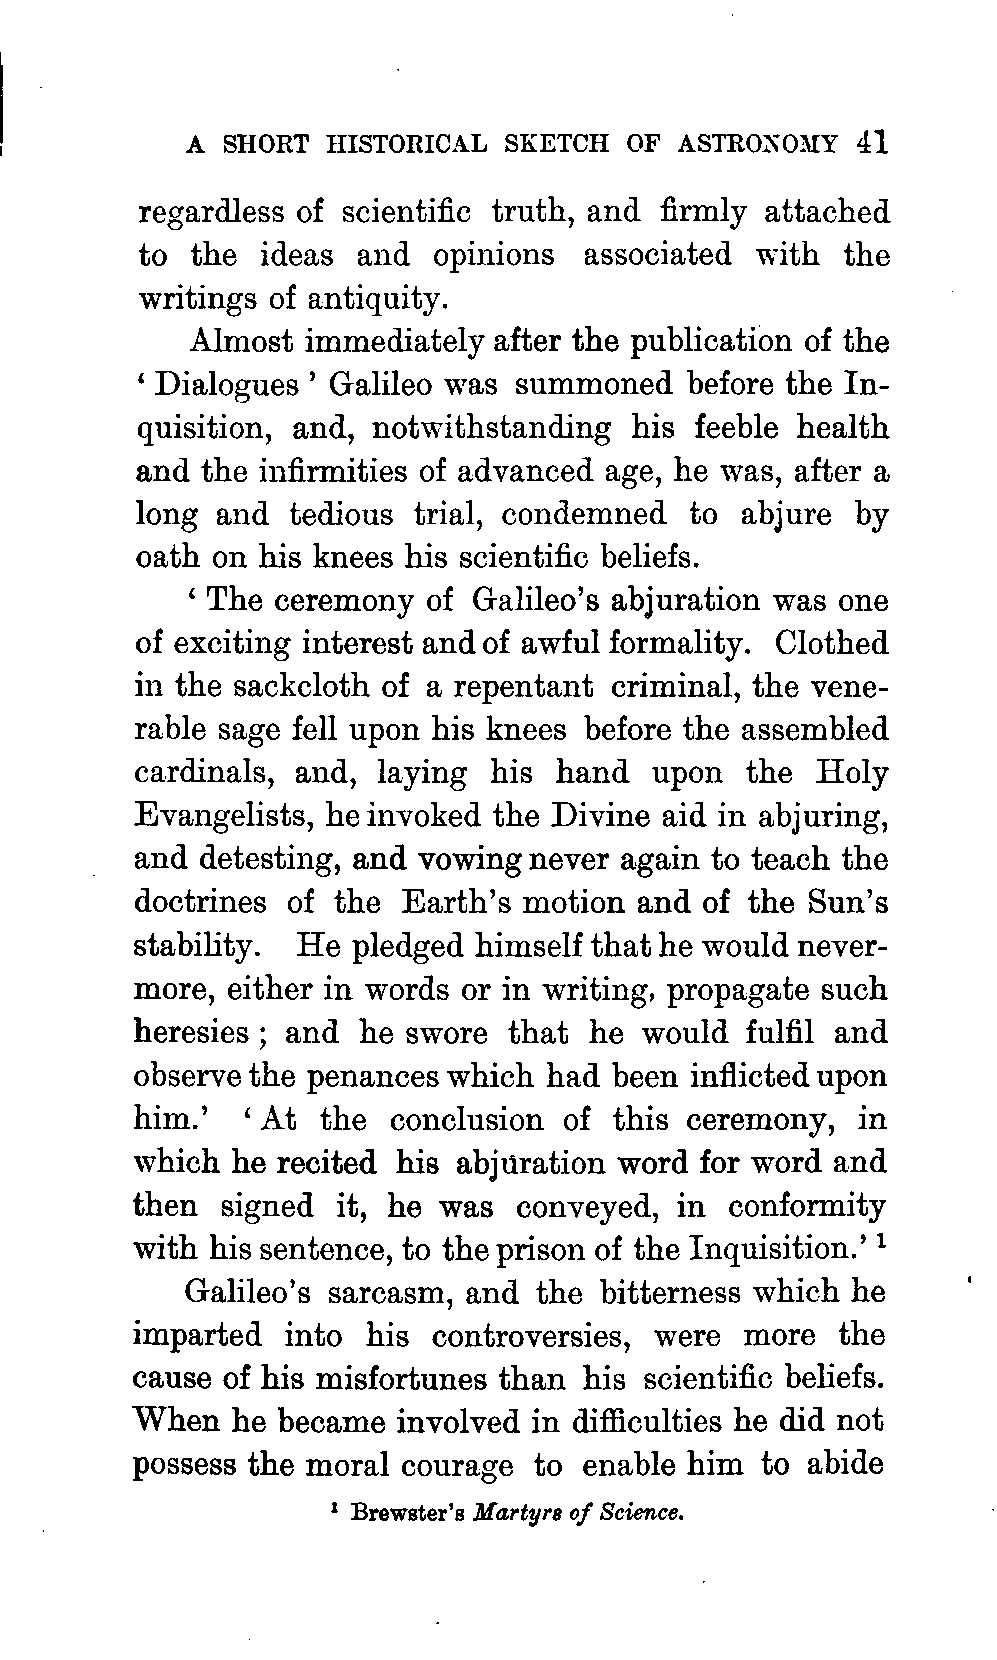 A SHORT HISTORICAL SKETCH OF ASTRONOMY 41
regardless of scientific truth, and firmly attached
to the ideas and opinions associated with the
writings of antiquity.
Almost immediately after the publication of the
‘ Dialogues ’ Galileo was summoned before the In-
quisition, and, notwithstanding his feeble health
and the infirmities of advanced age, he was, after a
long and tedious trial, condemned to abjure by
oath on his knees his scientific beliefs.
‘ The ceremony of Galileo’s abjuration was one
of exciting interest and of awful formality. Clothed
in the sackcloth of a repentant criminal, the vene-
rable sage fell upon his knees before the assembled
cardinals, and, laying his hand upon the Holy
Evangelists, he invoked the Divine aid in abjuring,
and detesting, and vowing never again to teach the
doctrines of the Earth’s motion and of the Sun’s
stability. He pledged himself that he would never-
more, either in words or in writing, propagate such
heresies ; and he swore that he would fulfil and
observe the penances which had been inflicted upon
him.’ ‘ At the conclusion of this ceremony, in
which he recited his abjuration word for word and
then signed it, he was conveyed, in conformity
with his sentence, to the prison of the Inquisition.’ ¹
Galileo’s sarcasm, and the bitterness which he
imparted into his controversies, were more the
cause of his misfortunes than his scientific beliefs.
When he became involved in difficulties he did not
possess the moral courage to enable him to abide
¹ Brewster’s Martyrs of Science.